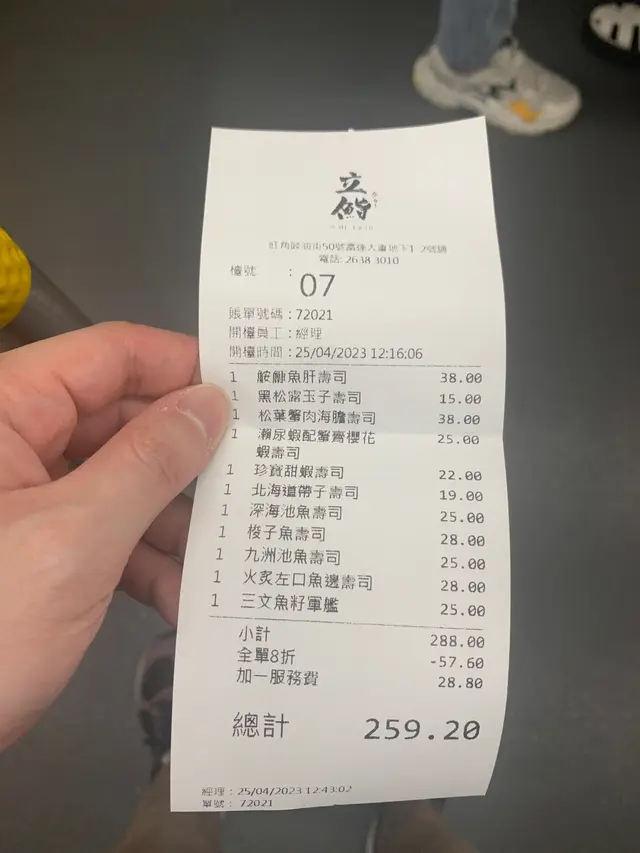 立
鮨
旺角豉油街50號富達大廈地下1-2號舖
電話: 2638 3010
檯號 :
07
賬單號碼：72021
開檯員工：經理
開檯時間：25/04/2023 12:16:06
1 鮟鱇魚肝壽司 38.00
1 黑松露玉子壽司 15.00
1 松葉蟹肉海膽壽司 38.00
1 瀨尿蝦配蟹膏櫻花 25.00
蝦壽司
1 珍寶甜蝦壽司 22.00
1 北海道帶子壽司 19.00
1 深海池魚壽司 25.00
1 梭子魚壽司 28.00
1 九洲池魚壽司 25.00
1 火炙左口魚邊壽司 28.00
1 三文魚籽軍艦 25.00
小計 288.00
全單8折 -57.60
加一服務費 28.80
總計 259.20
經理：25/04/2023 12:43:02
單號： 72021